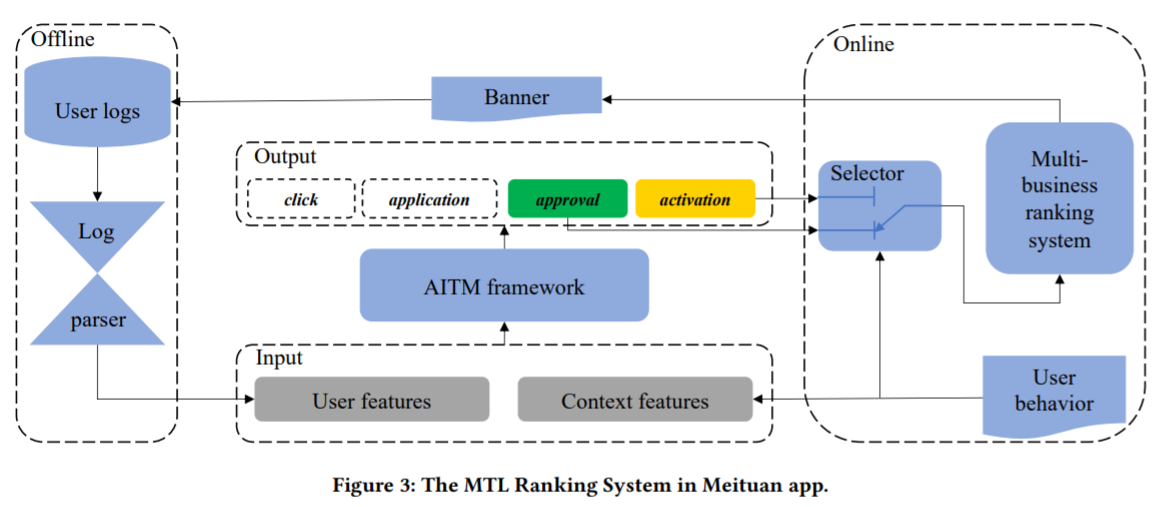 Offline
User logs
Log
parser
Banner
Output
click
application
approval
activation
AITM framework
Input
User features
Context features
Online
Selector
Multi-
business
ranking
system
User
behavior
Figure 3: The MTL Ranking System in Meituan app.